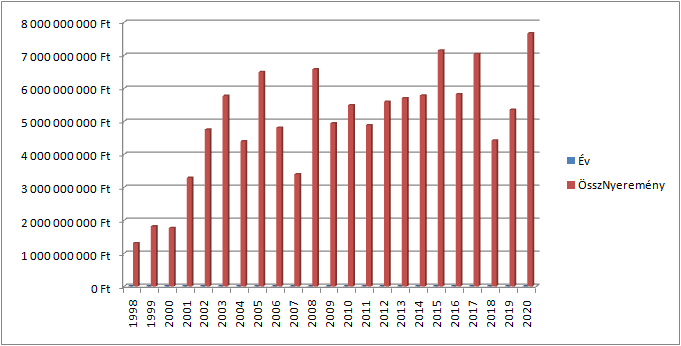 8 000 000 000 Ft
7 000 000 000 Ft
6 000 000 000 Ft
5 000 000 000 Ft
4 000 000 000 Ft
3 000 000 000 Ft
2 000 000 000 Ft
1 000 000 000 Ft
0 Ft
1998
1999
2000
2001
2002
2003
2004
2005
2006
2007
2008
2009
2010
2011
2012
2013
2014
2015
2016
2017
2018
2019
2020
Év
ÖsszNyeremény